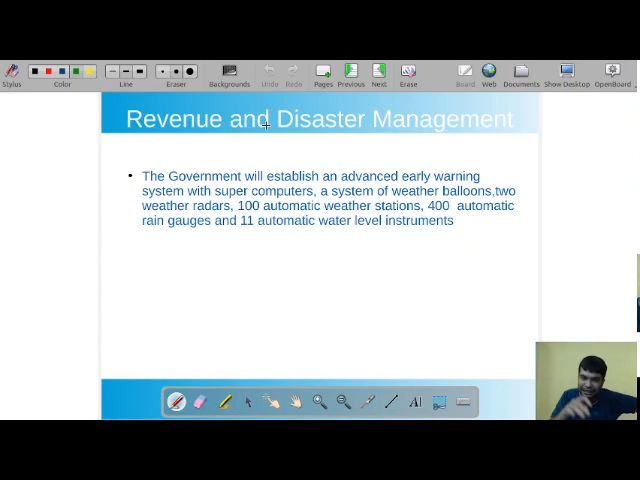 Stylus
Color
Line
Eraser
Backgrounds
Undo
Redo
Pages
Previous
Next
Erase
Board
Web
Documents
Show Desktop
OpenBoard
Revenue and Disaster Management
• The Government will establish an advanced early warning
system with super computers, a system of weather balloons,two
weather radars, 100 automatic weather stations, 400 automatic
rain gauges and 11 automatic water level instruments
AI